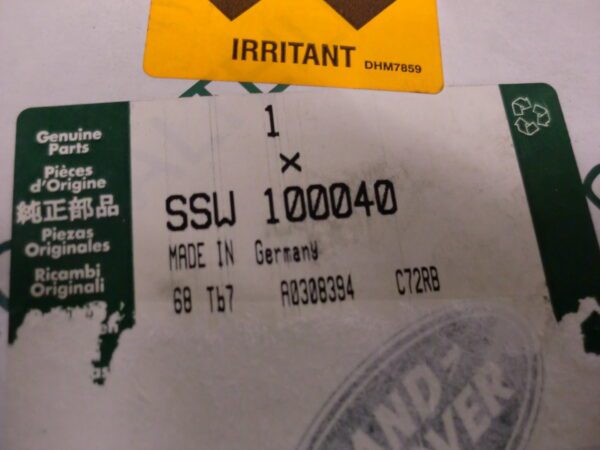 IRRITANT DHM7859
Genuine
Parts
Pièces
d'Origine
純正部品
Piezas
Originales
Ricambi
Originali
1
×
SSW 100040
MADE IN Germany
68 Tb7 A0308394 C72RB